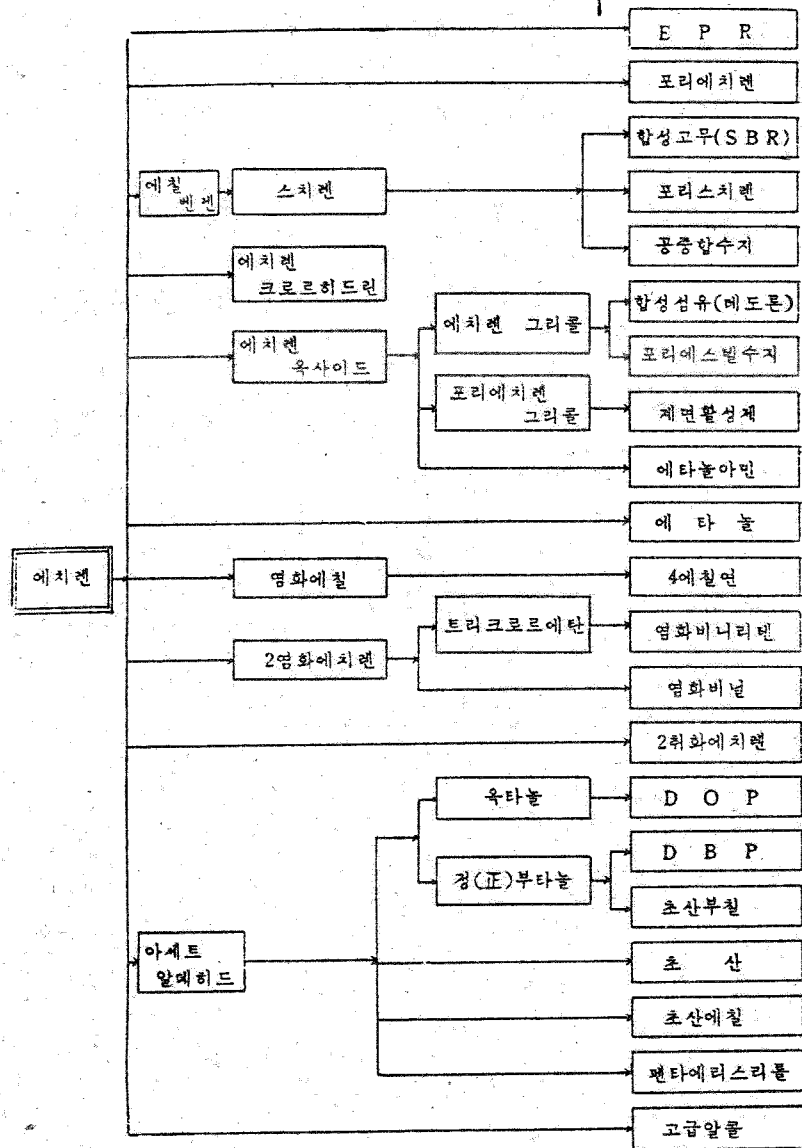 E P R
포리에치렌
합성고무(SBR)
에칠
벤젠
스치렌
포리스치렌
공중합수지
에치렌
크로르히드린
합성섬유(테도론)
에치렌 그리콜
에치렌
옥사이드
포리에스텔수지
포리에치렌
그리콜
계면활성제
에타놀아민
에 타 놀
에치렌
염화에칠
4에칠연
트리크로르에탄
염화비니리덴
2염화에치렌
염화비닐
2취화에치렌
옥타놀
D O P
D B P
정(正)부타놀
초산부칠
아세트
알데히드
초 산
초산에칠
펜타에리스리톨
고급알콜